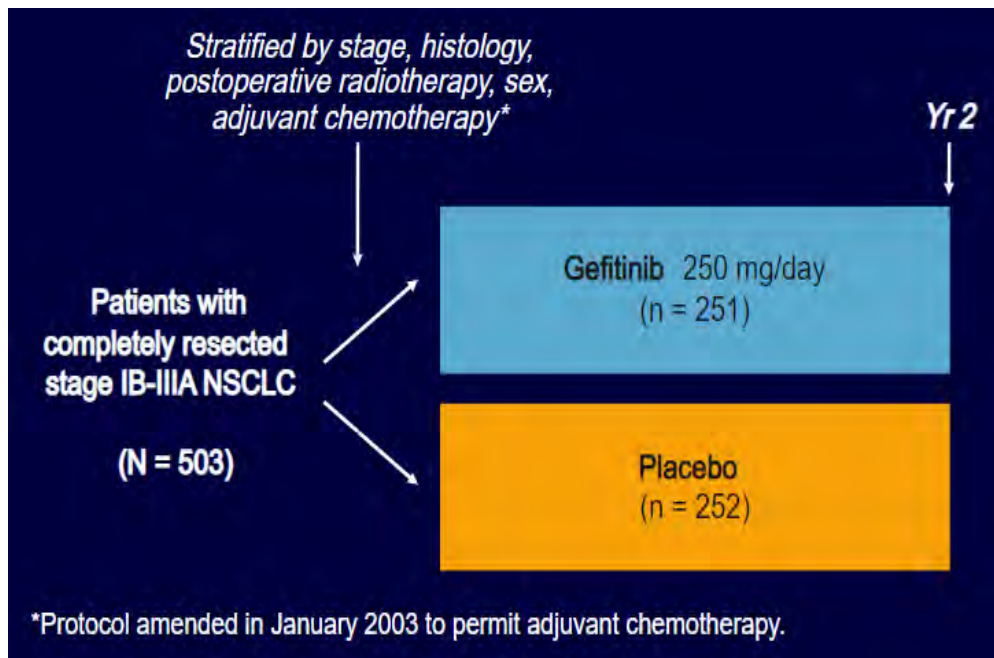 Stratified by stage, histology,
postoperative radiotherapy, sex,
adjuvant chemotherapy*
Yr 2
Gefitinib 250 mg/day
(n = 251)
Patients with
completely resected
stage IB-IIIA NSCLC
(N = 503)
Placebo
(n = 252)
*Protocol amended in January 2003 to permit adjuvant chemotherapy.